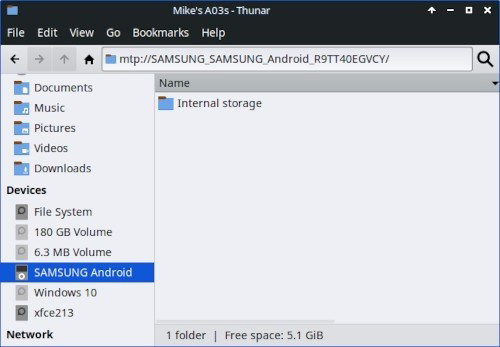 Mike's A03s - Thunar
File Edit View Go Bookmarks Help
mtp://SAMSUNG_SAMSUNG_Android_R9TT40EGVCY/
Documents
Music
Pictures
Videos
Downloads
Devices
File System
180 GB Volume
6.3 MB Volume
SAMSUNG Android
Windows 10
xfce213
Network
Name
Internal storage
1 folder | Free space: 5.1 GiB